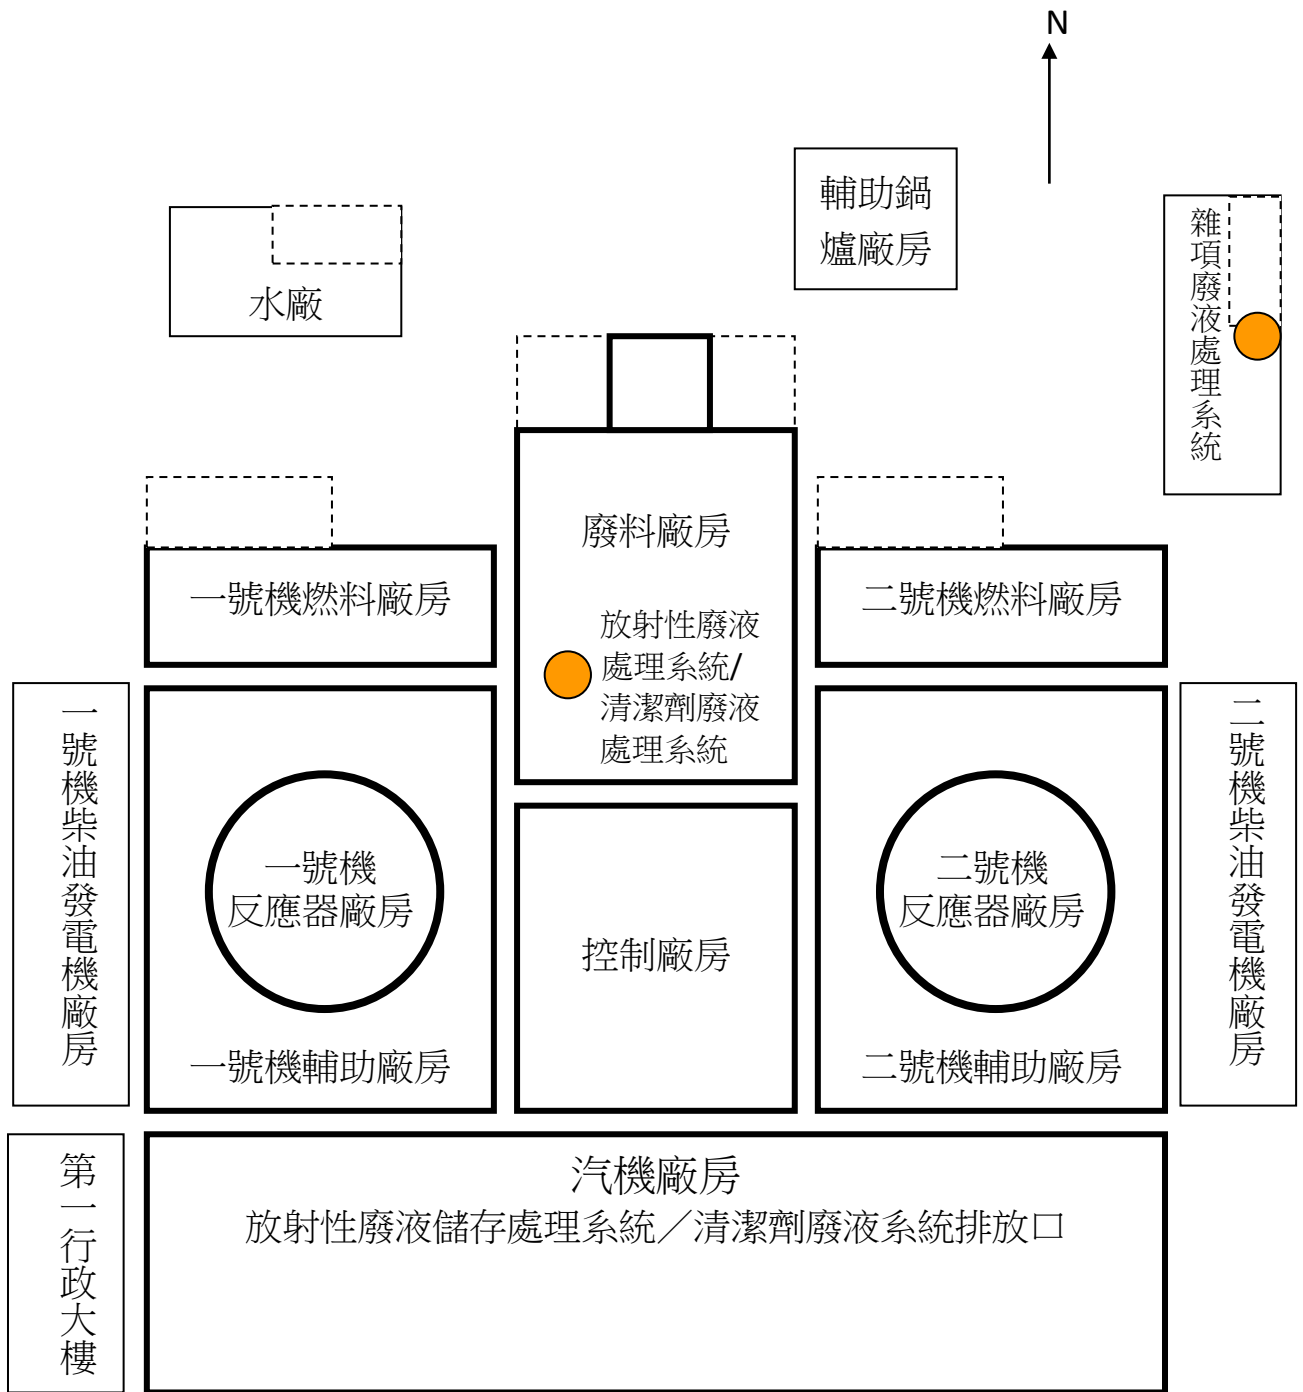 N
輔助鍋
爐廠房
水廠
雜項廢液處理系統
廢料廠房
一號機燃料廠房
二號機燃料廠房
放射性廢液
處理系統/
清潔劑廢液
處理系統
一號機柴油發電機廠房
二號機柴油發電機廠房
一號機
反應器廠房
二號機
反應器廠房
控制廠房
一號機輔助廠房
二號機輔助廠房
第一行政大樓
汽機廠房
放射性廢液儲存處理系統／清潔劑廢液系統排放口